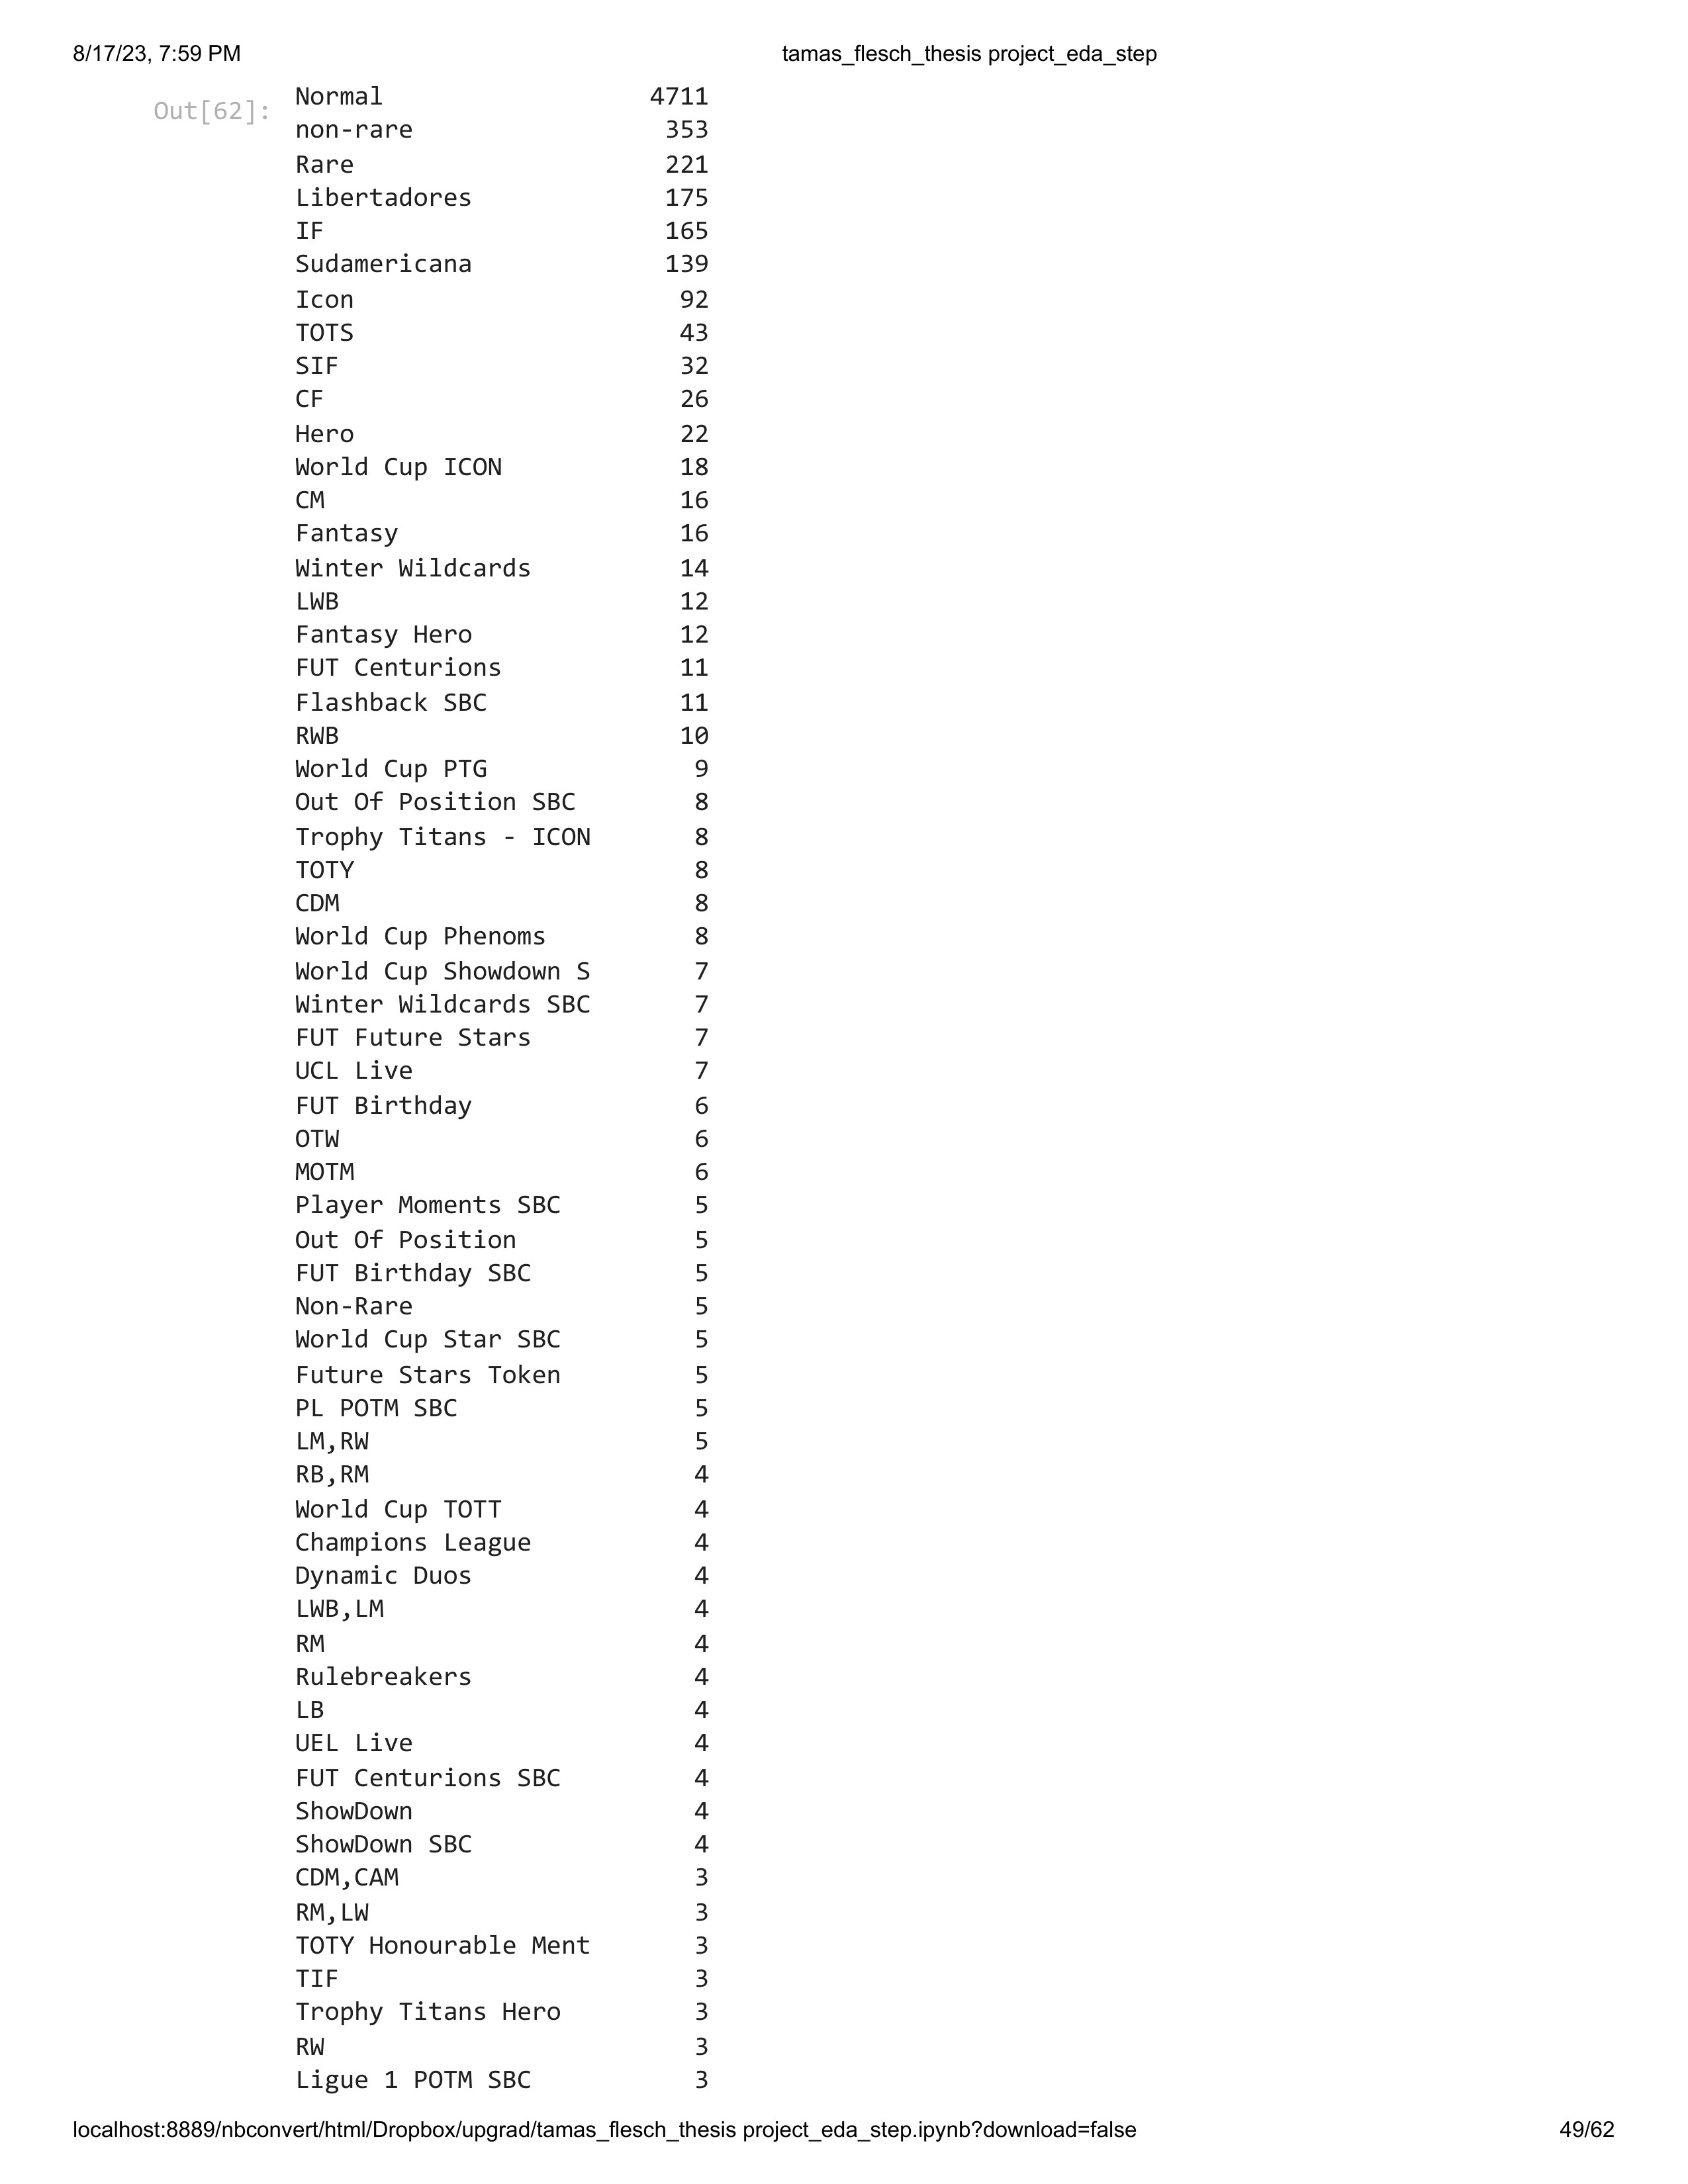 8/17/23, 7:59 PM tamas_flesch_thesis project_eda_step
Out[62]: Normal 4711
non-rare 353
Rare 221
Libertadores 175
IF 165
Sudamericana 139
Icon 92
TOTS 43
SIF 32
CF 26
Hero 22
World Cup ICON 18
CM 16
Fantasy 16
Winter Wildcards 14
LWB 12
Fantasy Hero 12
FUT Centurions 11
Flashback SBC 11
RWB 10
World Cup PTG 9
Out Of Position SBC 8
Trophy Titans - ICON 8
TOTY 8
CDM 8
World Cup Phenoms 8
World Cup Showdown S 7
Winter Wildcards SBC 7
FUT Future Stars 7
UCL Live 7
FUT Birthday 6
OTW 6
MOTM 6
Player Moments SBC 5
Out Of Position 5
FUT Birthday SBC 5
Non-Rare 5
World Cup Star SBC 5
Future Stars Token 5
PL POTM SBC 5
LM,RW 5
RB,RM 4
World Cup TOTT 4
Champions League 4
Dynamic Duos 4
LWB,LM 4
RM 4
Rulebreakers 4
LB 4
UEL Live 4
FUT Centurions SBC 4
ShowDown 4
ShowDown SBC 4
CDM,CAM 3
RM,LW 3
TOTY Honourable Ment 3
TIF 3
Trophy Titans Hero 3
RW 3
Ligue 1 POTM SBC 3
localhost:8889/nbconvert/html/Dropbox/upgrad/tamas_flesch_thesis project_eda_step.ipynb?download=false 49/62